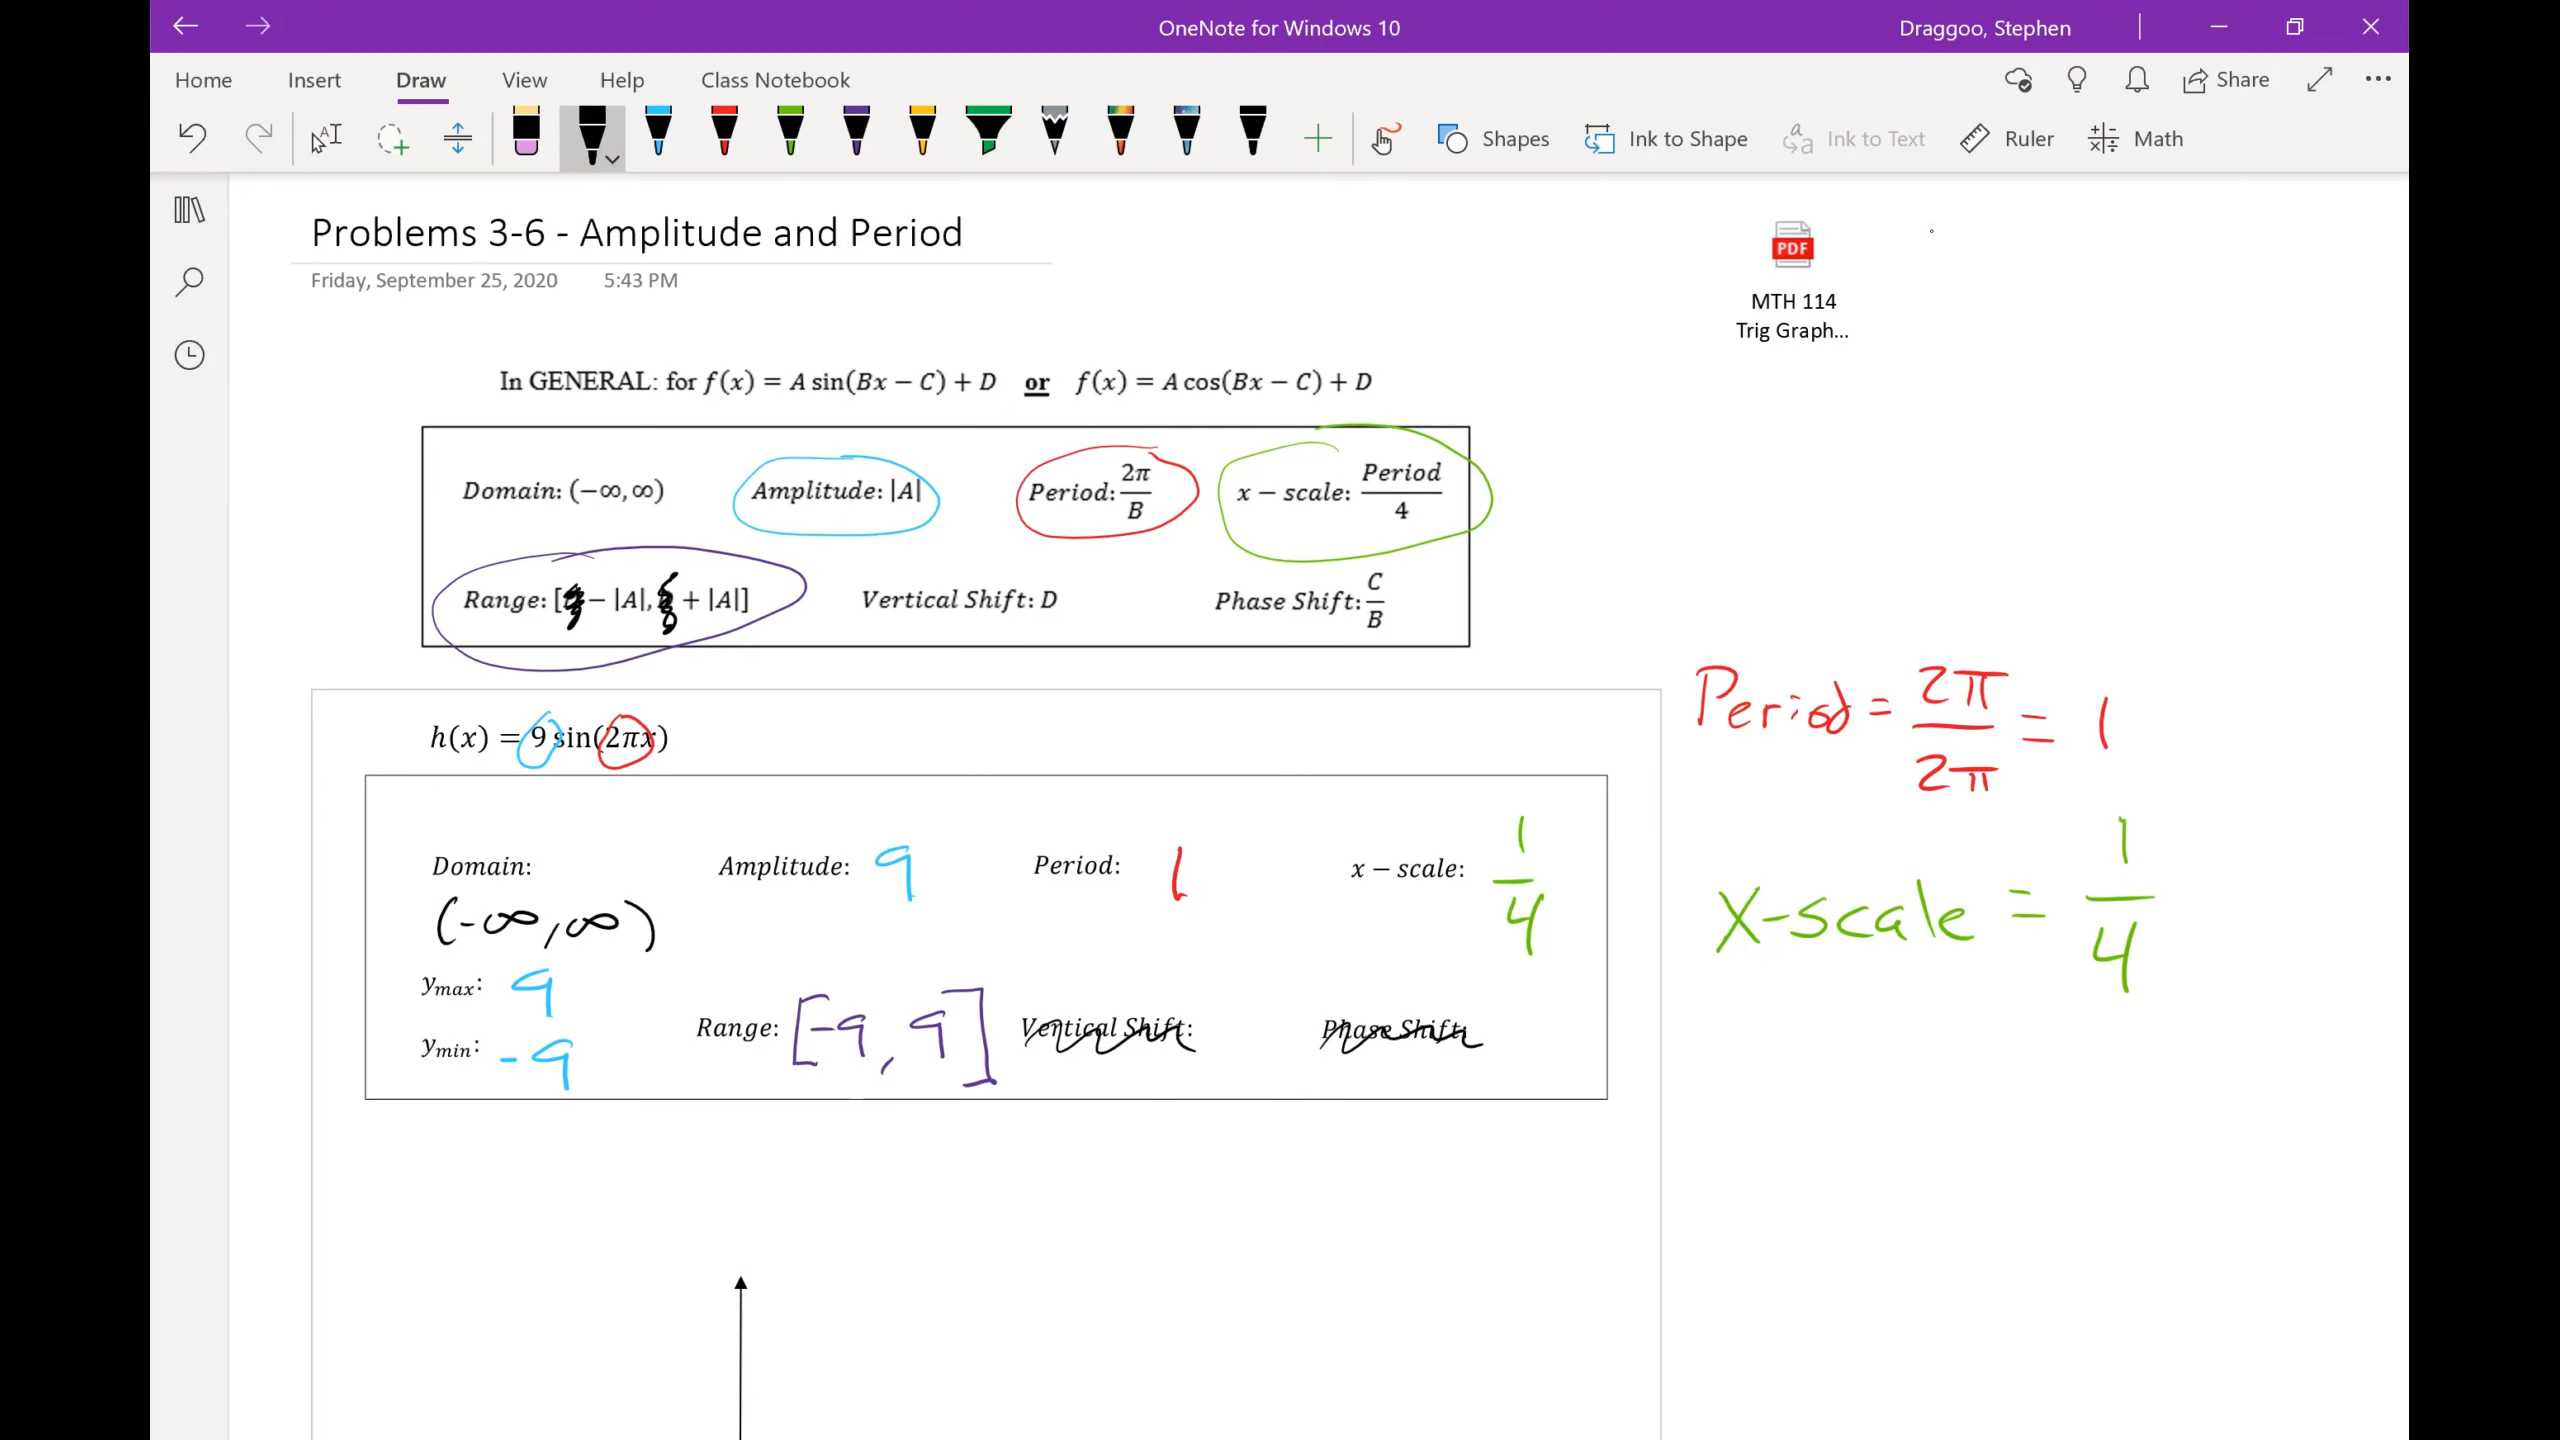 OneNote for Windows 10
Draggoo, Stephen
Home Insert Draw View Help Class Notebook Share
Shapes Ink to Shape Ink to Text Ruler Math
Problems 3-6 - Amplitude and Period
Friday, September 25, 2020 5:43 PM
PDF
MTH 114
Trig Graph...
In GENERAL: for f(x) = A sin(Bx − C) + D or f(x) = A cos(Bx − C) + D
Domain: (−∞, ∞) Amplitude: |A| Period: 2π/B x − scale: Period/4
Range: [ − |A|, + |A|] Vertical Shift: D Phase Shift: C/B
h(x) = 9 sin(2πx)
Period = 2π/2π = 1
Domain: Amplitude: 9 Period: 1 x − scale: 1/4
(-∞, ∞)
X-scale = 1/4
ymax: 9
Range: [-9, 9] Vertical Shift: Phase Shift:
ymin: -9